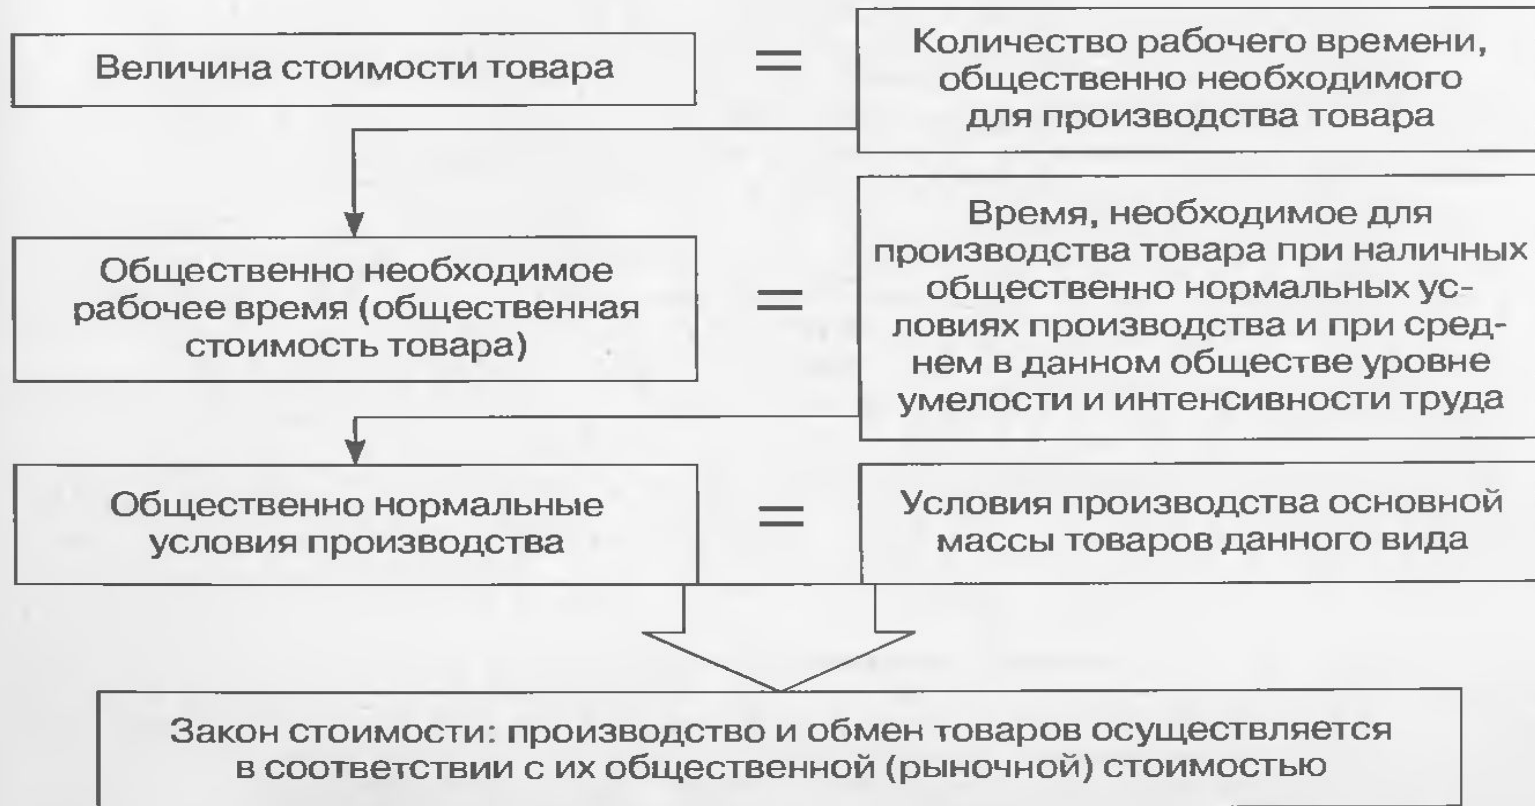 Величина стоимости товара
=
Количество рабочего времени,
общественно необходимого
для производства товара
Общественно необходимое
рабочее время (общественная
стоимость товара)
=
Время, необходимое для
производства товара при наличных
общественно нормальных ус-
ловиях производства и при сред-
нем в данном обществе уровне
умелости и интенсивности труда
Общественно нормальные
условия производства
=
Условия производства основной
массы товаров данного вида
Закон стоимости: производство и обмен товаров осуществляется
в соответствии с их общественной (рыночной) стоимостью